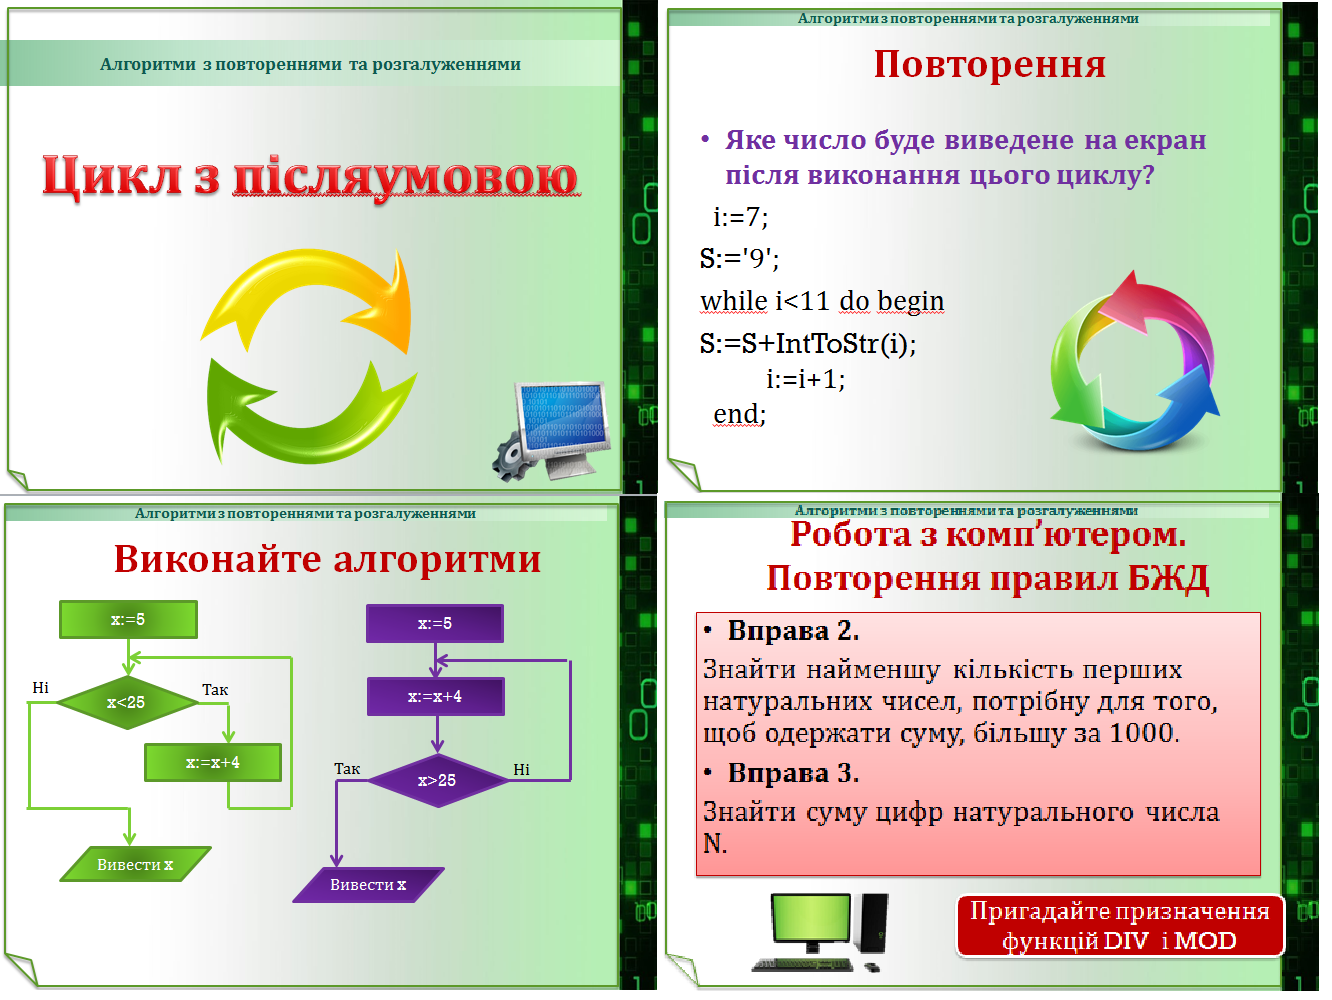 Алгоритми з повтореннями та розгалуженнями
Цикл з післяумовою
Алгоритми з повтореннями та розгалуженнями
Повторення
• Яке число буде виведене на екран
після виконання цього циклу?
i:=7;
S:='9';
while i<11 do begin
S:=S+IntToStr(i);
i:=i+1;
end;
Алгоритми з повтореннями та розгалуженнями
Виконайте алгоритми
x:=5
Ні
x<25
Так
x:=x+4
Вивести x
x:=5
x:=x+4
Так
x>25
Ні
Вивести x
Алгоритми з повтореннями та розгалуженнями
Робота з комп’ютером.
Повторення правил БЖД
• Вправа 2.
Знайти найменшу кількість перших
натуральних чисел, потрібну для того,
щоб одержати суму, більшу за 1000.
• Вправа 3.
Знайти суму цифр натурального числа
N.
Пригадайте призначення
функцій DIV і MOD